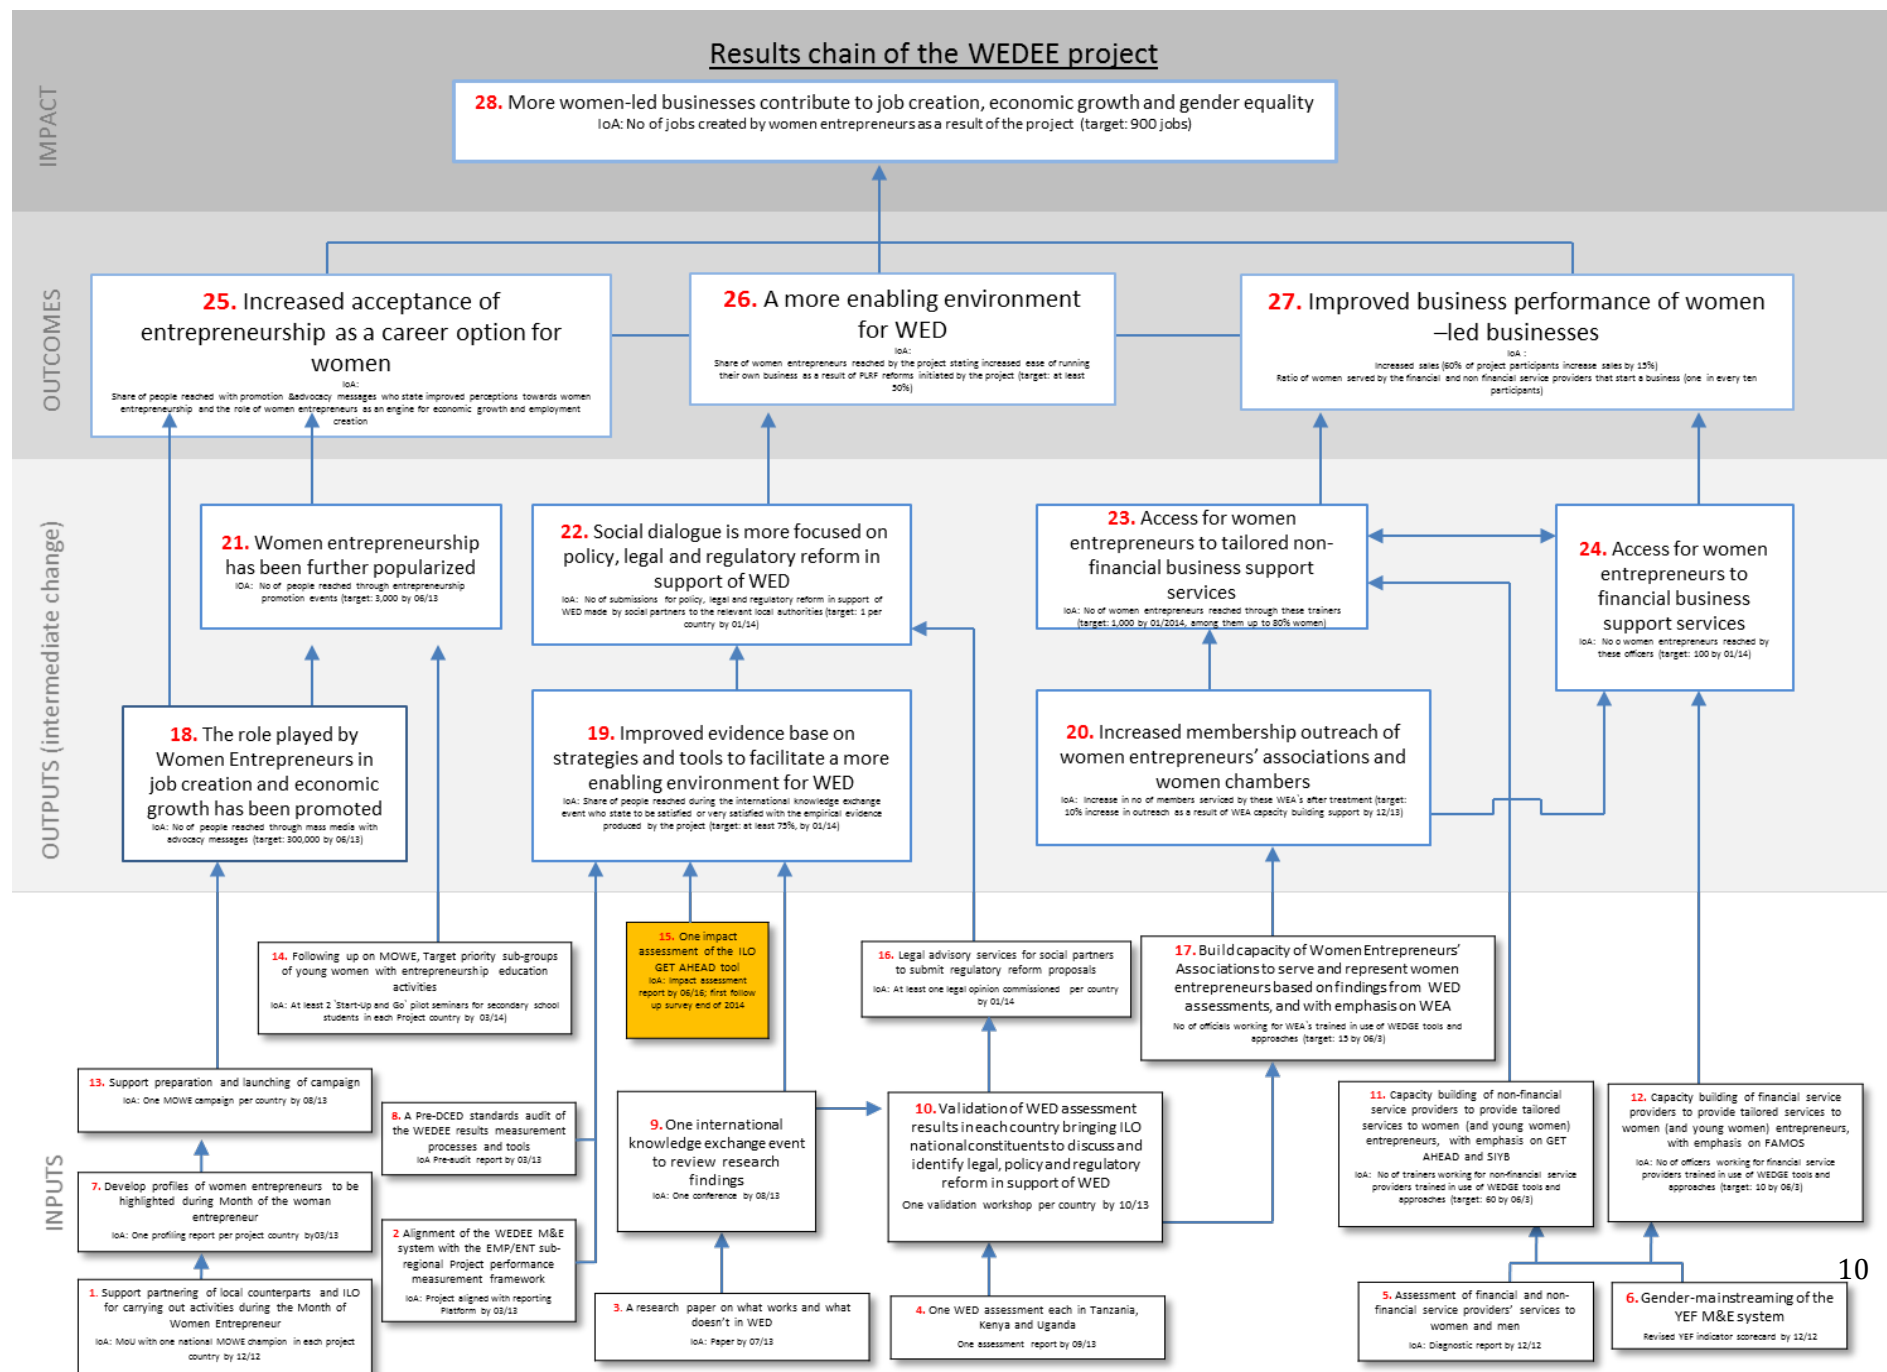 Results chain of the WEDEE project
IMPACT
28. More women-led businesses contribute to job creation, economic growth and gender equality
IoA: No of jobs created by women entrepreneurs as a result of the project (target: 900 jobs)
OUTCOMES
25. Increased acceptance of
entrepreneurship as a career option for
women
IoA:
Share of people reached with promotion &advocacy messages who state improved perceptions towards women
entrepreneurship and the role of women entrepreneurs as an engine for economic growth and employment
creation
26. A more enabling environment
for WED
IoA:
Share of women entrepreneurs reached by the project stating increased ease of running
their own business as a result of PLRF reforms initiated by the project (target: at least
50%)
27. Improved business performance of women
–led businesses
IoA :
Increased sales (60% of project participants increase sales by 15%)
Ratio of women served by the financial and non financial service providers that start a business (one in every ten
participants)
OUTPUTS (intermediate change)
21. Women entrepreneurship
has been further popularized
IOA: No of people reached through entrepreneurship
promotion events (target: 3,000 by 06/13
22. Social dialogue is more focused on
policy, legal and regulatory reform in
support of WED
IoA: No of submissions for policy, legal and regulatory reform in support of
WED made by social partners to the relevant local authorities (target: 1 per
country by 01/14)
23. Access for women
entrepreneurs to tailored non-
financial business support
services
IoA: No of women entrepreneurs reached through these trainers
(target: 1,000 by 01/2014, among them up to 80% women)
24. Access for women
entrepreneurs to
financial business
support services
IoA: No o women entrepreneurs reached by
these officers (target: 100 by 01/14)
18. The role played by
Women Entrepreneurs in
job creation and economic
growth has been promoted
IoA: No of people reached through mass media with
advocacy messages (target: 300,000 by 06/13)
19. Improved evidence base on
strategies and tools to facilitate a more
enabling environment for WED
IoA: Share of people reached during the international knowledge exchange
event who state to be satisfied or very satisfied with the empirical evidence
produced by the project (target: at least 75%, by 01/14)
20. Increased membership outreach of
women entrepreneurs' associations and
women chambers
IoA: Increase in no of members serviced by these WEA`s after treatment (target:
10% increase in outreach as a result of WEA capacity building support by 12/13)
INPUTS
14. Following up on MOWE, Target priority sub-groups
of young women with entrepreneurship education
activities
IoA: At least 2 `Start-Up and Go` pilot seminars for secondary school
students in each Project country by 03/14)
15. One impact
assessment of the ILO
GET AHEAD tool
IoA: Impact assessment
report by 06/16; first follow
up survey end of 2014
16. Legal advisory services for social partners
to submit regulatory reform proposals
IoA: At least one legal opinion commissioned per country
by 01/14
17. Build capacity of Women Entrepreneurs'
Associations to serve and represent women
entrepreneurs based on findings from WED
assessments, and with emphasis on WEA
No of officials working for WEA`s trained in use of WEDGE tools and
approaches (target: 15 by 06/3)
13. Support preparation and launching of campaign
IoA: One MOWE campaign per country by 08/13
8. A Pre-DCED standards audit of
the WEDEE results measurement
processes and tools
IoA Pre-audit report by 03/13
9. One international
knowledge exchange event
to review research
findings
IoA: One conference by 08/13
10. Validation of WED assessment
results in each country bringing ILO
national constituents to discuss and
identify legal, policy and regulatory
reform in support of WED
One validation workshop per country by 10/13
11. Capacity building of non-financial
service providers to provide tailored
services to women (and young women)
entrepreneurs, with emphasis on GET
AHEAD and SIYB
IoA: No of trainers working for non-financial service
providers trained in use of WEDGE tools and
approaches (target: 60 by 06/3)
12. Capacity building of financial service
providers to provide tailored services to
women (and young women) entrepreneurs,
with emphasis on FAMOS
IoA: No of officers working for financial service
providers trained in use of WEDGE tools and
approaches (target: 10 by 06/3)
7. Develop profiles of women entrepreneurs to be
highlighted during Month of the woman
entrepreneur
IoA: One profiling report per project country by03/13
2 Alignment of the WEDEE M&E
system with the EMP/ENT sub-
regional Project performance
measurement framework
IoA: Project aligned with reporting
Platform by 03/13
1. Support partnering of local counterparts and ILO
for carrying out activities during the Month of
Women Entrepreneur
IoA: MoU with one national MOWE champion in each project
country by 12/12
3. A research paper on what works and what
doesn't in WED
IoA: Paper by 07/13
4. One WED assessment each in Tanzania,
Kenya and Uganda
One assessment report by 09/13
5. Assessment of financial and non-
financial service providers' services to
women and men
IoA: Diagnostic report by 12/12
6. Gender-mainstreaming of the
YEF M&E system
Revised YEF indicator scorecard by 12/12
10